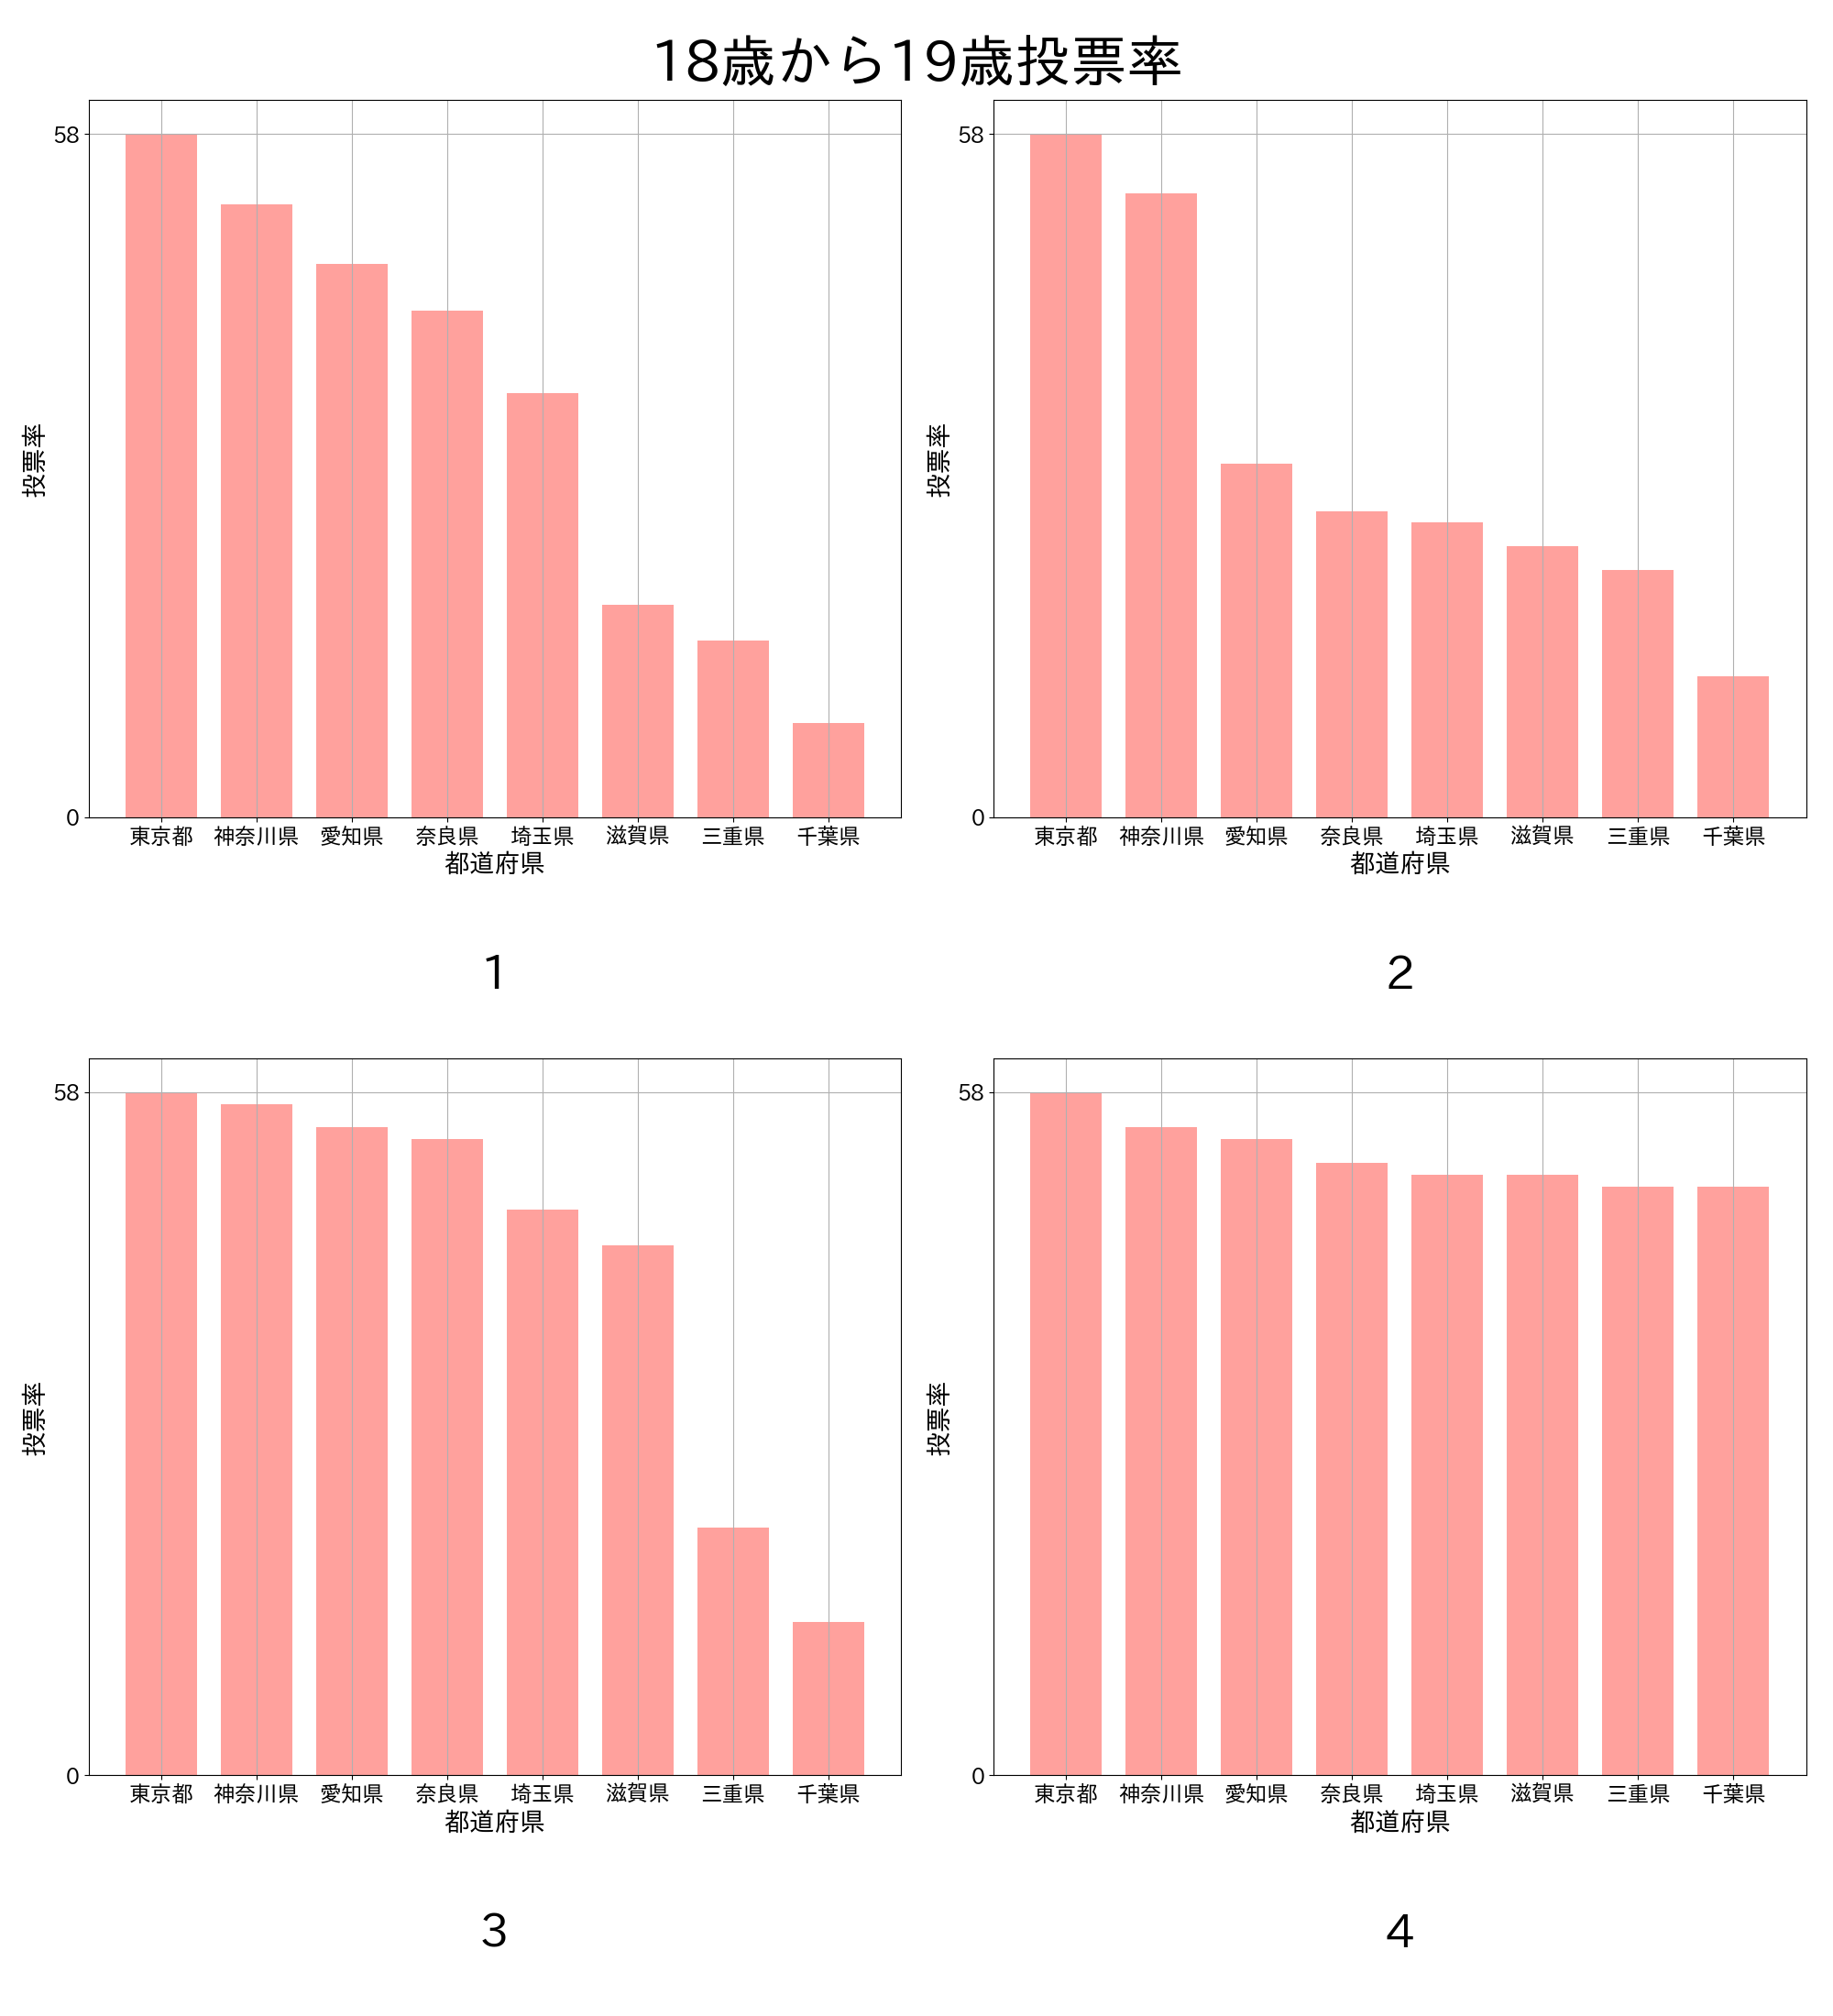 18歳から19歳投票率
58
0
投票率
東京都 神奈川県 愛知県 奈良県 埼玉県 滋賀県 三重県 千葉県
都道府県
1
58
0
投票率
東京都 神奈川県 愛知県 奈良県 埼玉県 滋賀県 三重県 千葉県
都道府県
2
58
0
投票率
東京都 神奈川県 愛知県 奈良県 埼玉県 滋賀県 三重県 千葉県
都道府県
3
58
0
投票率
東京都 神奈川県 愛知県 奈良県 埼玉県 滋賀県 三重県 千葉県
都道府県
4